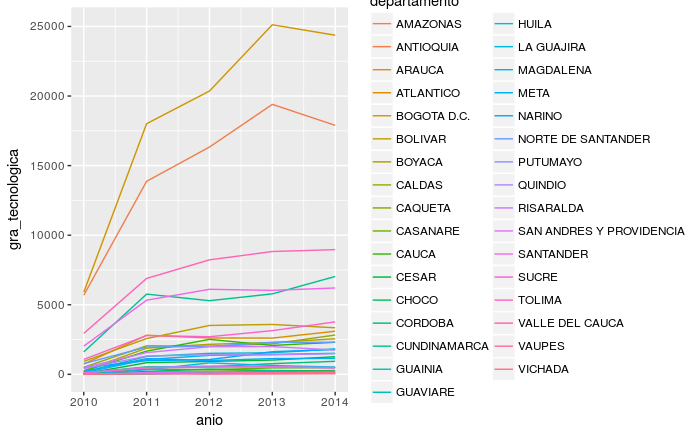 departamento
25000
20000
15000
10000
5000
0
2010 2011 2012 2013 2014
anio
gra_tecnologica
AMAZONAS
ANTIOQUIA
ARAUCA
ATLANTICO
BOGOTA D.C.
BOLIVAR
BOYACA
CALDAS
CAQUETA
CASANARE
CAUCA
CESAR
CHOCO
CORDOBA
CUNDINAMARCA
GUAINIA
GUAVIARE
HUILA
LA GUAJIRA
MAGDALENA
META
NARINO
NORTE DE SANTANDER
PUTUMAYO
QUINDIO
RISARALDA
SAN ANDRES Y PROVIDENCIA
SANTANDER
SUCRE
TOLIMA
VALLE DEL CAUCA
VAUPES
VICHADA